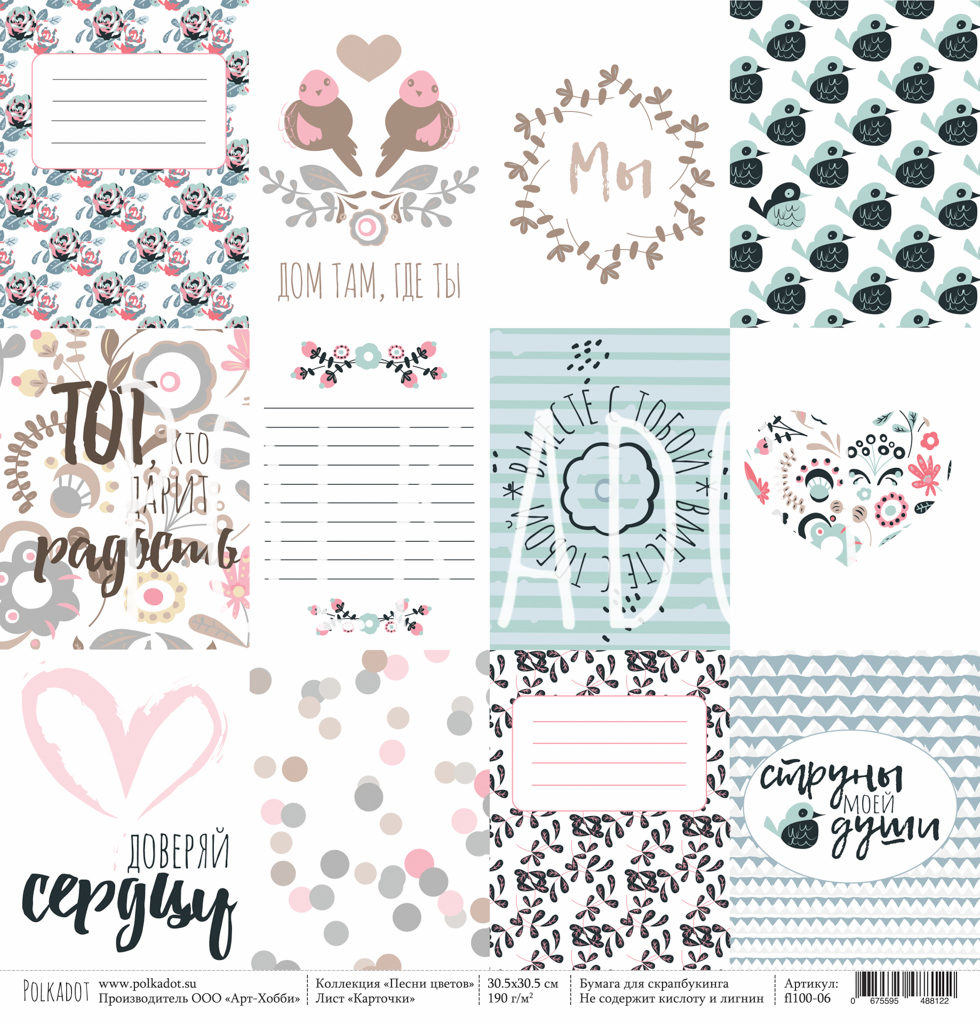 ДОМ ТАМ, ГДЕ ТЫ
Мы
ТОТ, КТО
ДАРИТ
радость
* ВМЕСТЕ С ТОБОЙ * ВМЕСТЕ С ТОБОЙ
ДОВЕРЯЙ
сердцу
струны
МОЕЙ
души
POLKADOT
www.polkadot.su
Производитель ООО «Арт-Хобби»
Коллекция «Песни цветов»
Лист «Карточки»
30.5x30.5 см
190 г/м²
Бумага для скрапбукинга
Не содержит кислоту и лигнин
Артикул:
fl100-06
0 675595 488122